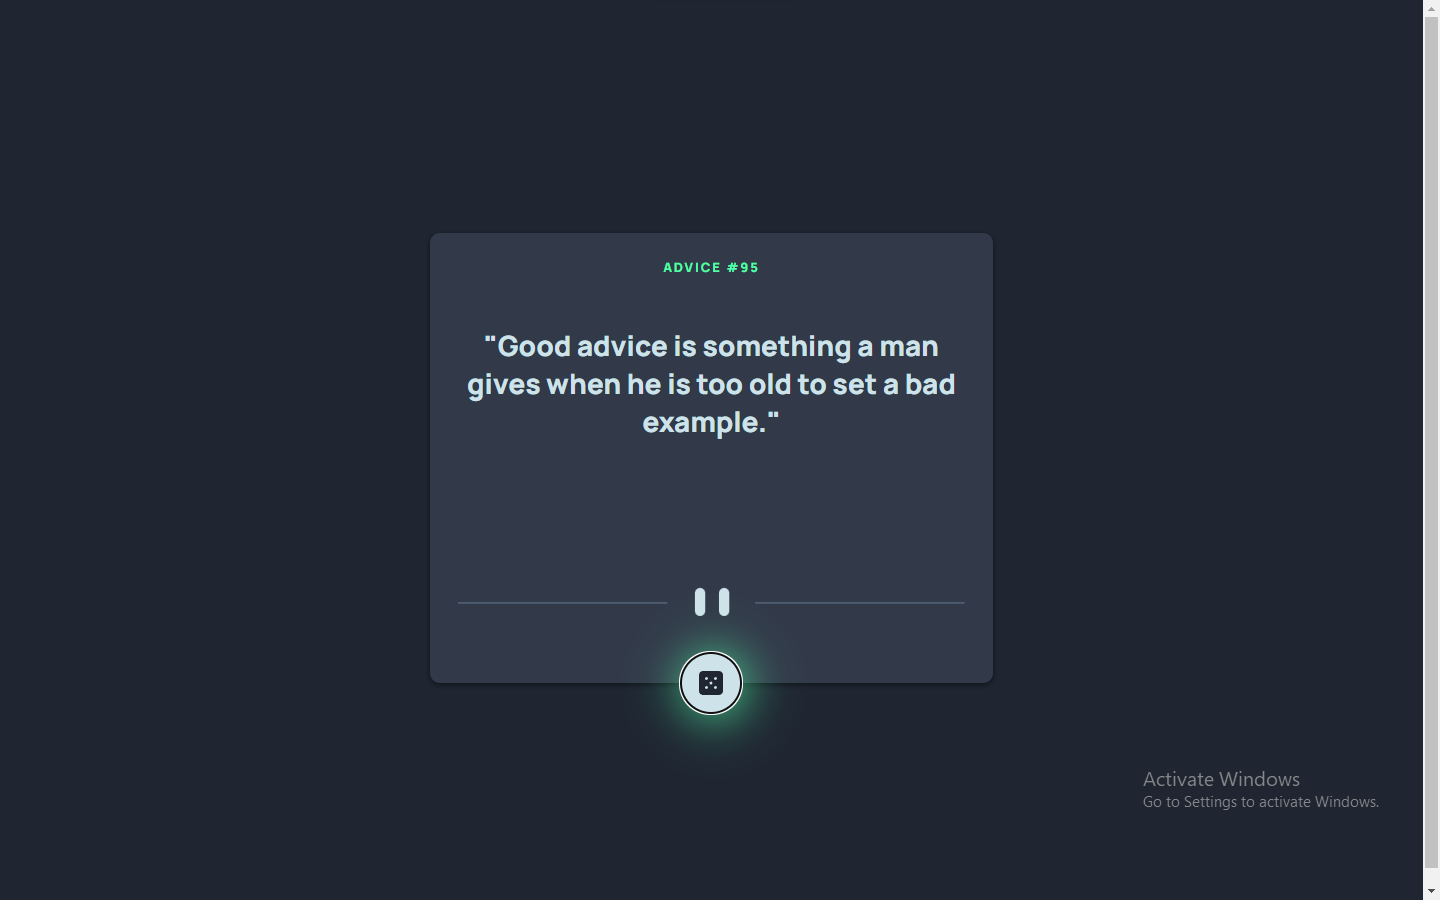 ADVICE #95
"Good advice is something a man
gives when he is too old to set a bad
example."
Activate Windows
Go to Settings to activate Windows.